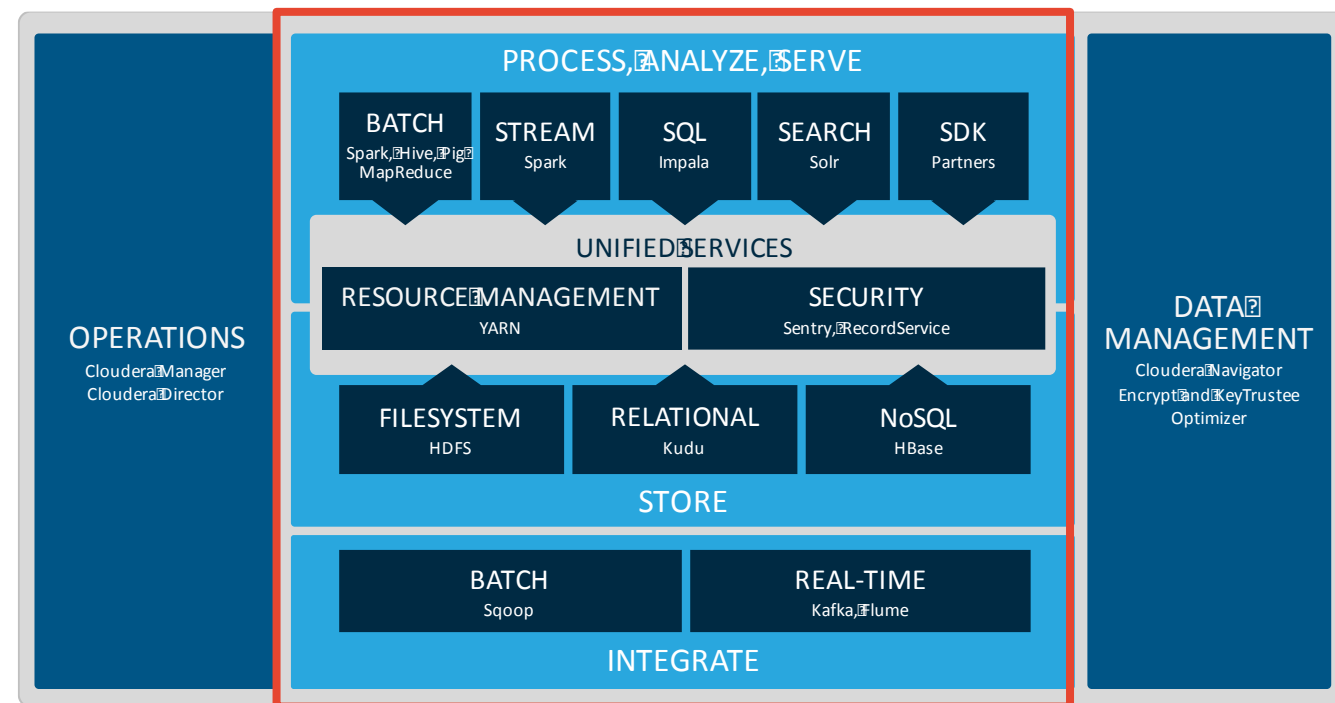 PROCESS, ANALYZE, SERVE
BATCH
Spark, Hive, Pig
MapReduce
STREAM
Spark
SQL
Impala
SEARCH
Solr
SDK
Partners
UNIFIED SERVICES
RESOURCE MANAGEMENT
YARN
SECURITY
Sentry, RecordService
OPERATIONS
Cloudera Manager
Cloudera Director
DATA
MANAGEMENT
Cloudera Navigator
Encrypt and KeyTrustee
Optimizer
FILESYSTEM
HDFS
RELATIONAL
Kudu
NoSQL
HBase
STORE
BATCH
Sqoop
REAL-TIME
Kafka, Flume
INTEGRATE